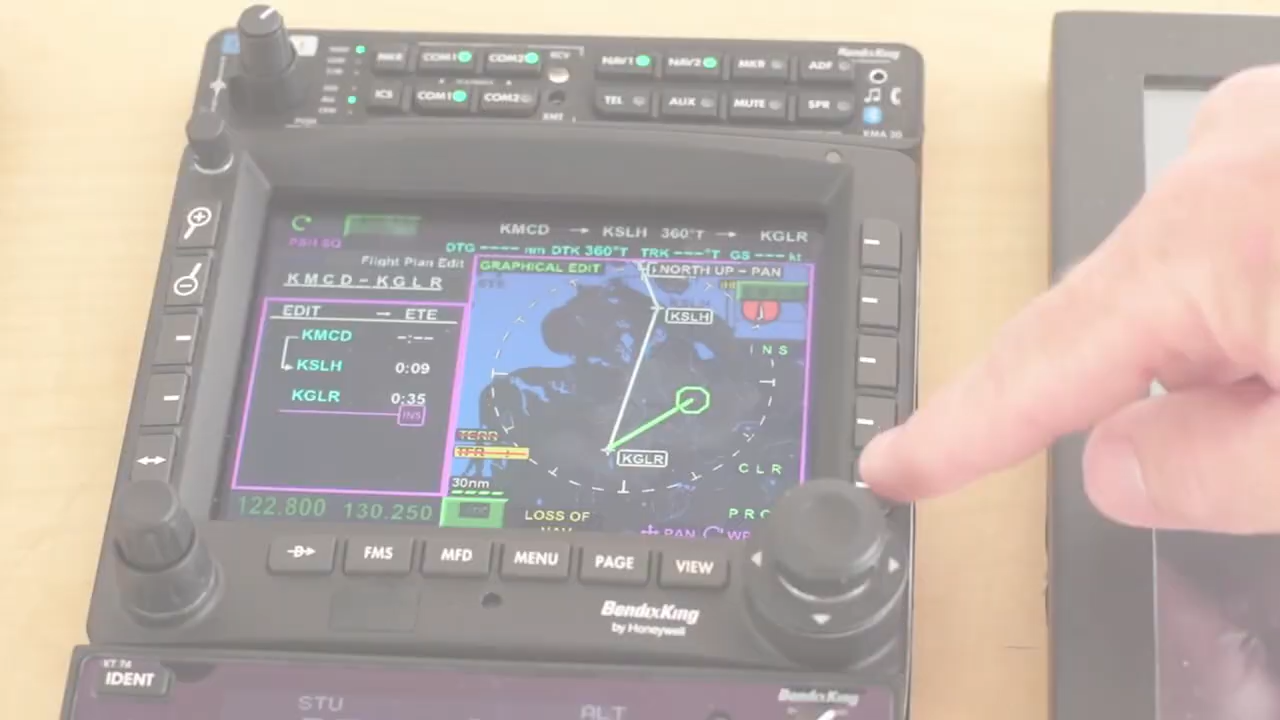 MKR COM1 COM2 RCV
NAV1 NAV2 MKR ADF
BendixKing
ICS COM1 COM2 XMT
TEL AUX MUTE SPR
KMA 30
KMCD → KSLH 360°T → KGLR
DTG ---- nm DTK 360°T TRK ---°T GS --- kt
Flight Plan Edit
KMCD-KGLR
GRAPHICAL EDIT
NORTH UP - PAN
EDIT → ETE
KMCD -:--
KSLH 0:09
KGLR 0:35
INS
KSLH
KSLH
INS
KGLR
TERR
TFR
30nm
CLR
122.800 130.250
LOSS OF
PRO
PAN
D FMS MFD MENU PAGE VIEW
BendixKing
by Honeywell
KT 74
IDENT
STU
ALT
BendixKing